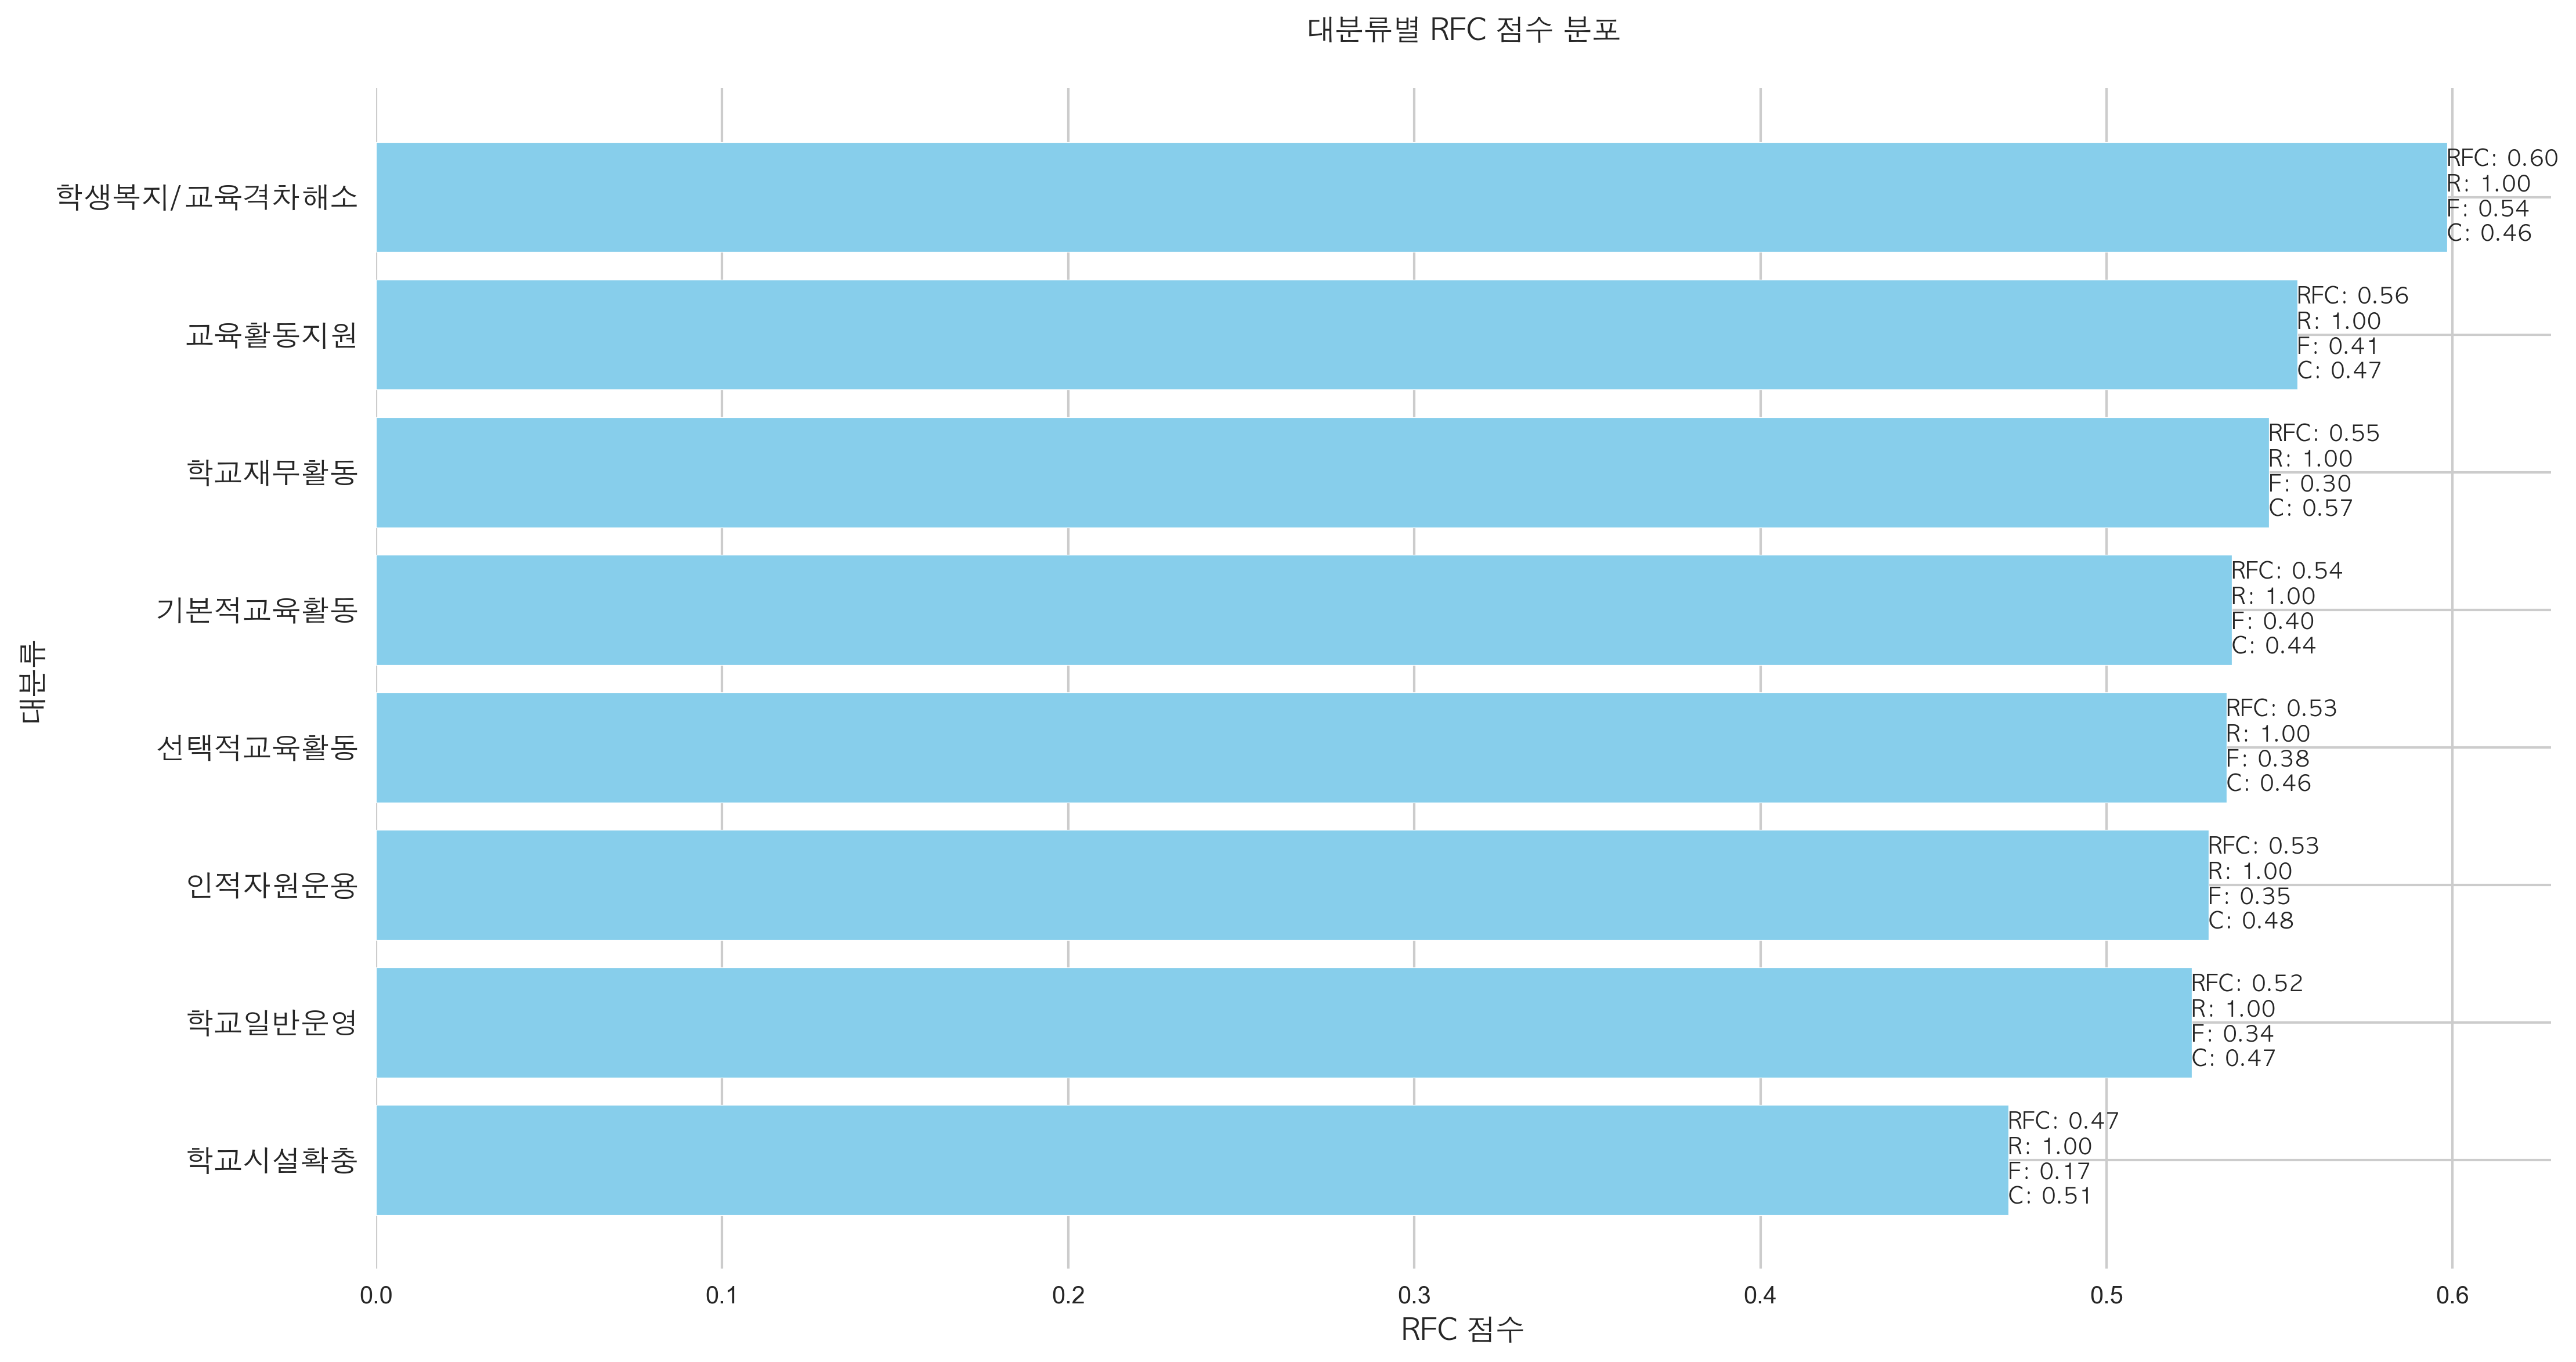 대분류별 RFC 점수 분포
학생복지/교육격차해소
RFC: 0.60
R: 1.00
F: 0.54
C: 0.46
교육활동지원
RFC: 0.56
R: 1.00
F: 0.41
C: 0.47
학교재무활동
RFC: 0.55
R: 1.00
F: 0.30
C: 0.57
기본적교육활동
RFC: 0.54
R: 1.00
F: 0.40
C: 0.44
대분류
선택적교육활동
RFC: 0.53
R: 1.00
F: 0.38
C: 0.46
인적자원운용
RFC: 0.53
R: 1.00
F: 0.35
C: 0.48
학교일반운영
RFC: 0.52
R: 1.00
F: 0.34
C: 0.47
학교시설확충
RFC: 0.47
R: 1.00
F: 0.17
C: 0.51
0.0 0.1 0.2 0.3 0.4 0.5 0.6
RFC 점수